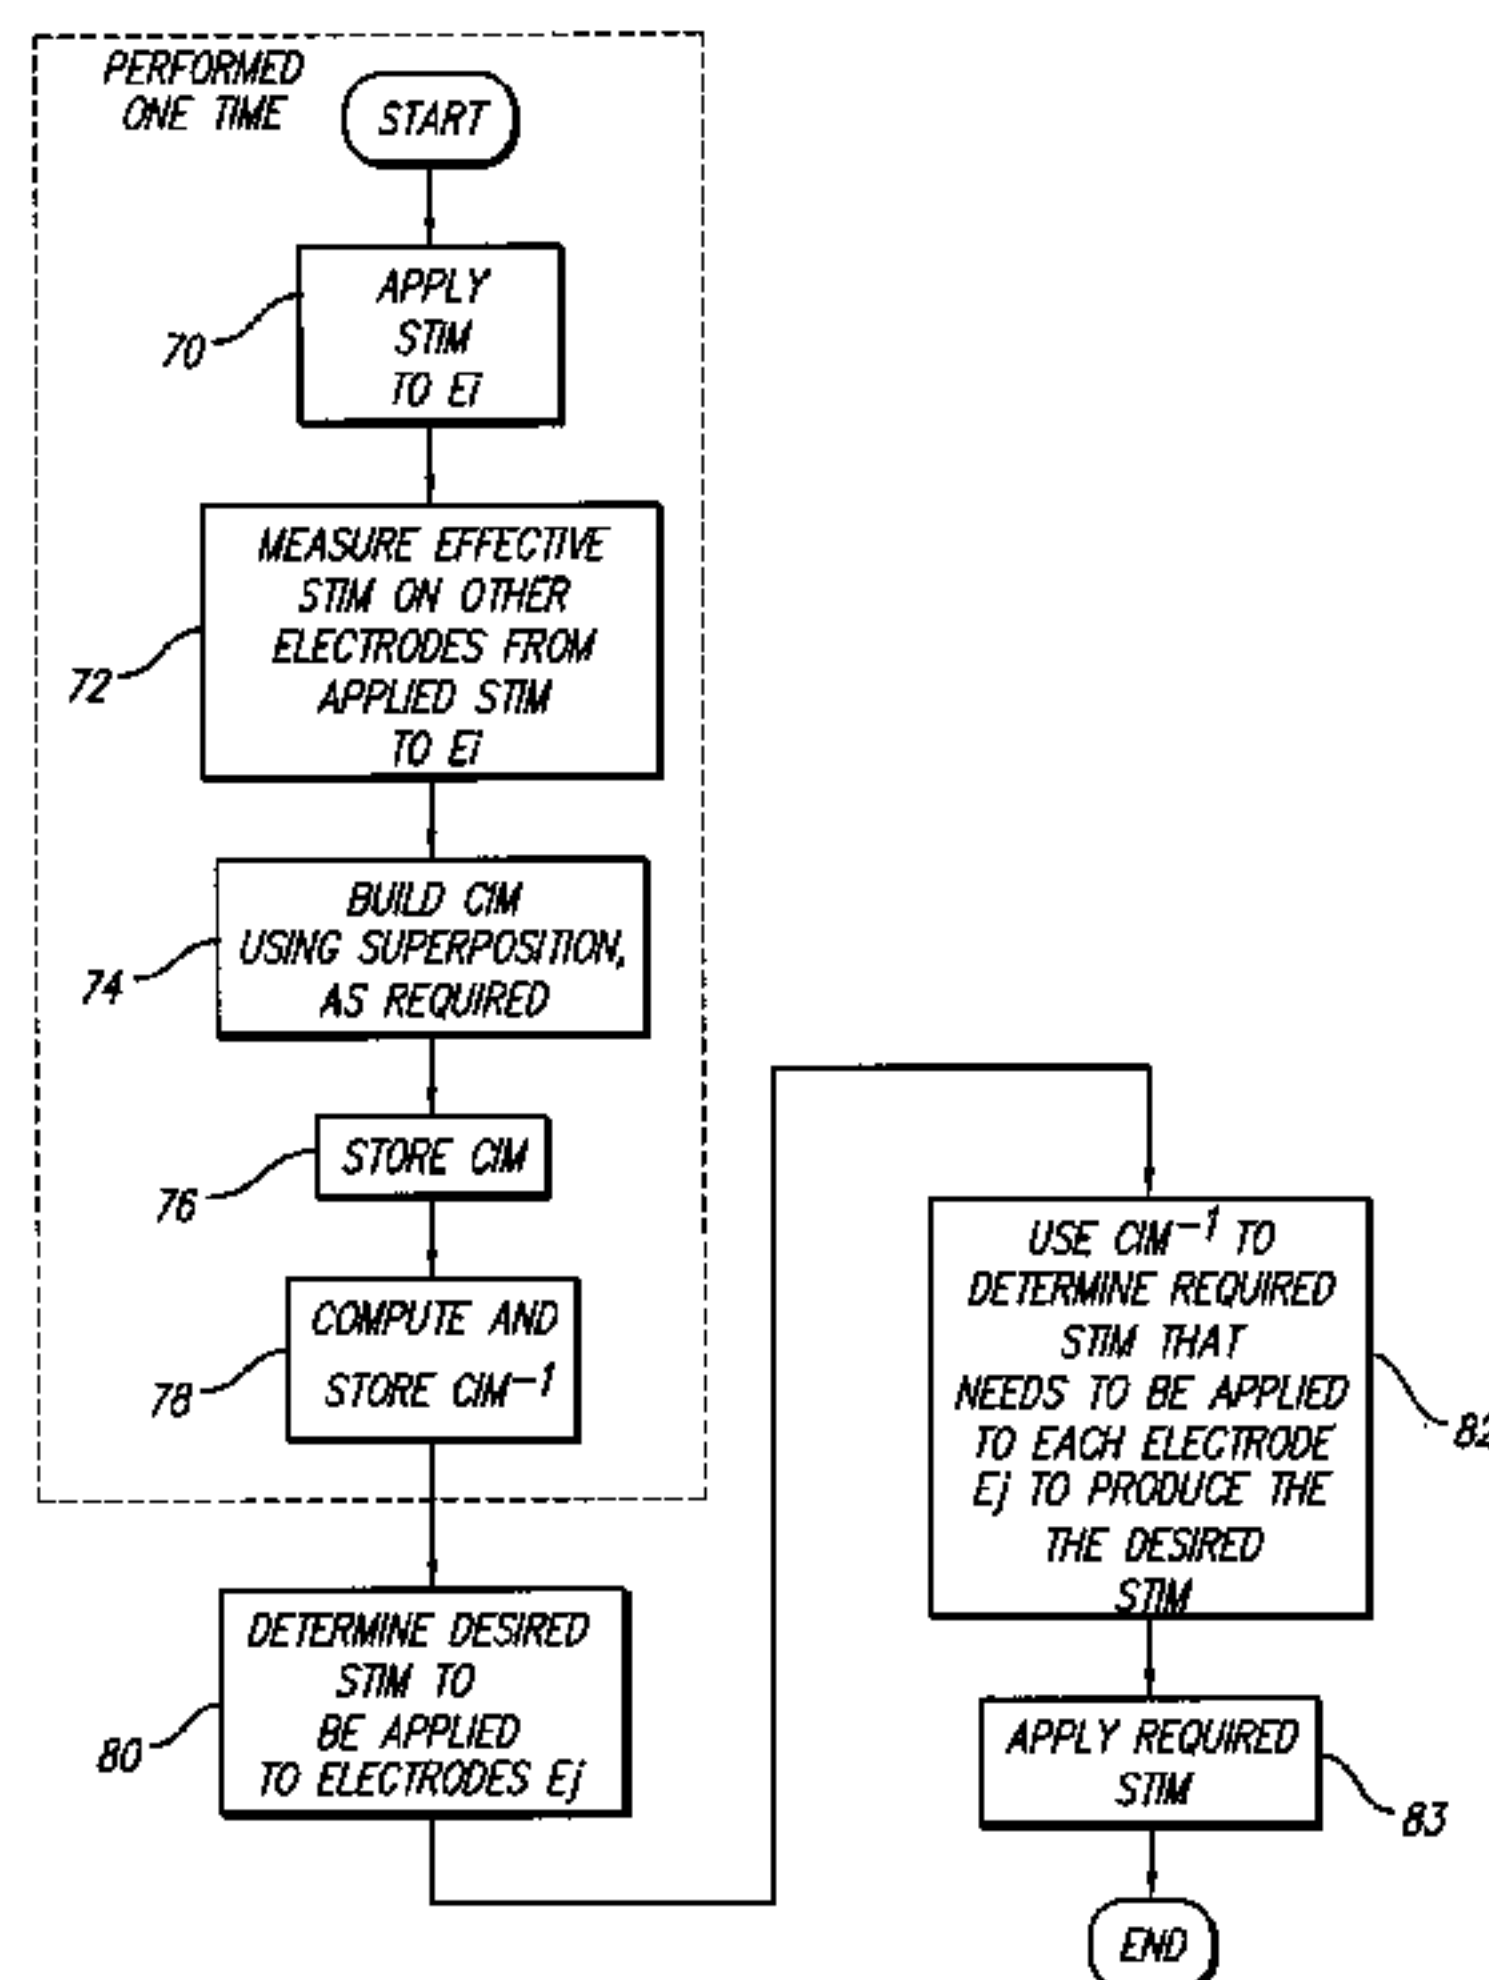 PERFORMED
ONE TIME
START
APPLY
STIM
TO Ei
70
MEASURE EFFECTIVE
STIM ON OTHER
ELECTRODES FROM
APPLIED STIM
TO Ei
72
BUILD CIM
USING SUPERPOSITION,
AS REQUIRED
74
STORE CIM
76
COMPUTE AND
STORE CIM⁻¹
78
DETERMINE DESIRED
STIM TO
BE APPLIED
TO ELECTRODES Ej
80
USE CIM⁻¹ TO
DETERMINE REQUIRED
STIM THAT
NEEDS TO BE APPLIED
TO EACH ELECTRODE
Ej TO PRODUCE THE
THE DESIRED
STIM
82
APPLY REQUIRED
STIM
83
END